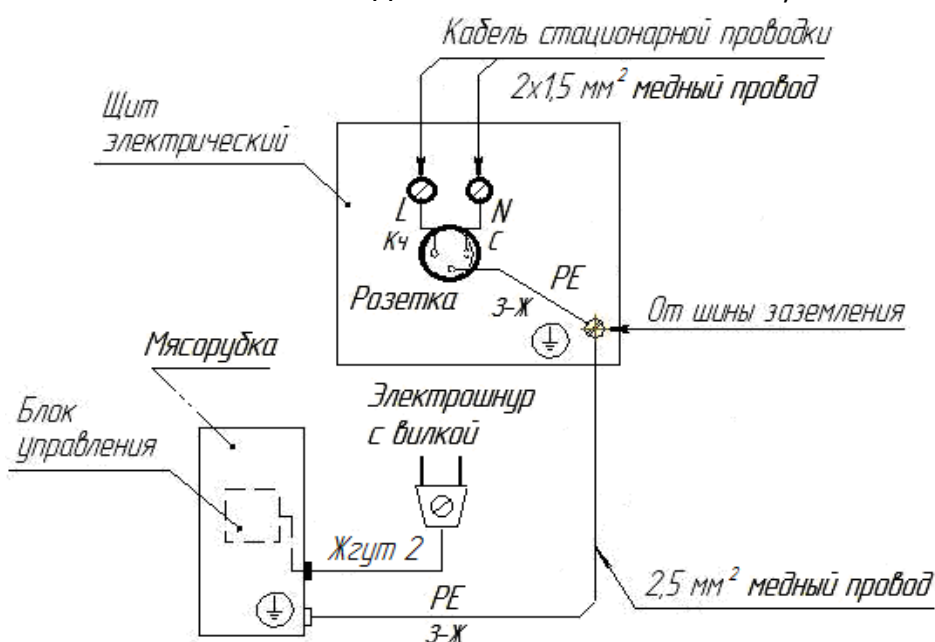 Кабель стационарной проводки
2х1,5 мм² медный провод
Щит
электрический
L
N
Кч
С
Розетка
PE
З-Ж
От шины заземления
Мясорубка
Электрошнур
с вилкой
Блок
управления
Жгут 2
PE
З-Ж
2,5 мм² медный провод